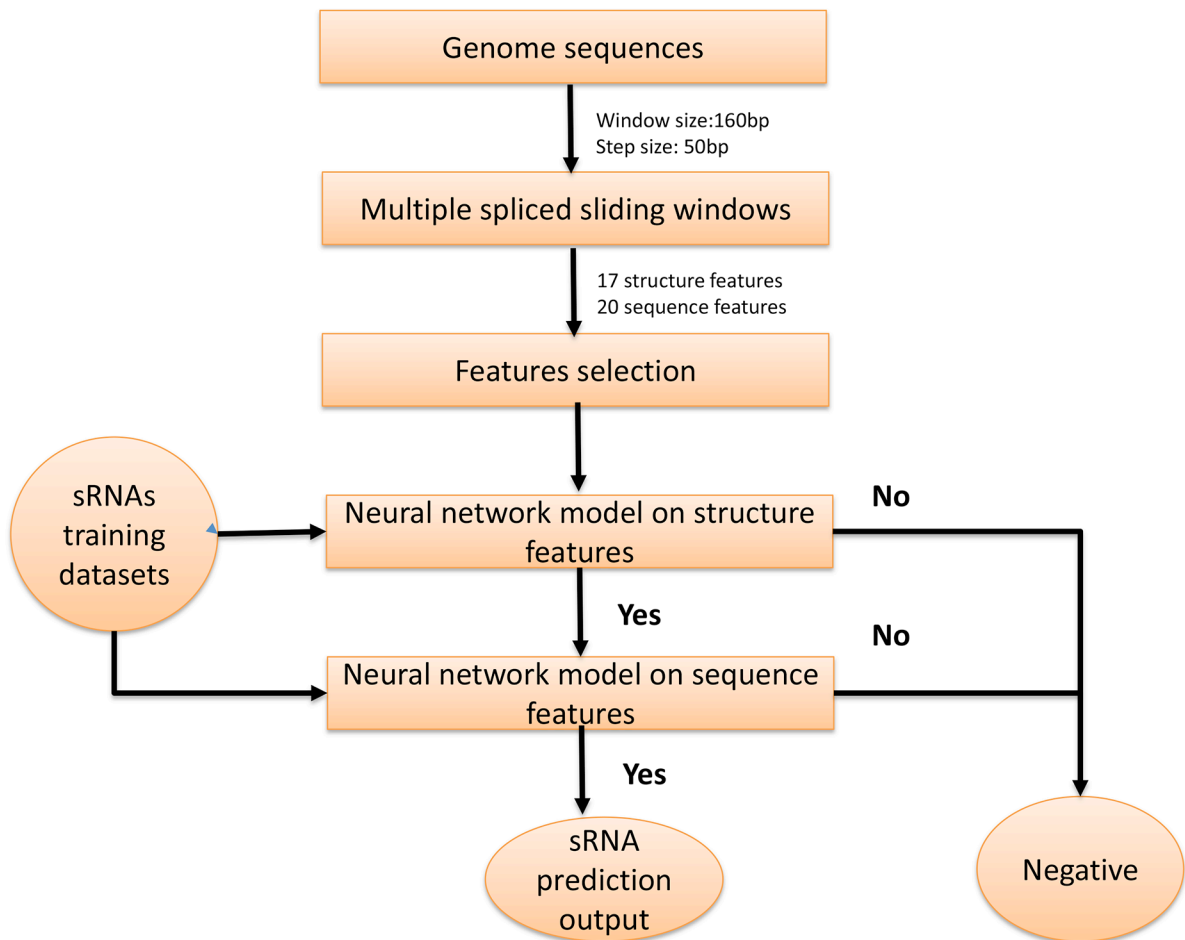 Genome sequences
Window size:160bp
Step size: 50bp
Multiple spliced sliding windows
17 structure features
20 sequence features
Features selection
sRNAs
training
datasets
Neural network model on structure
features
No
Yes
No
Neural network model on sequence
features
Yes
sRNA
prediction
output
Negative